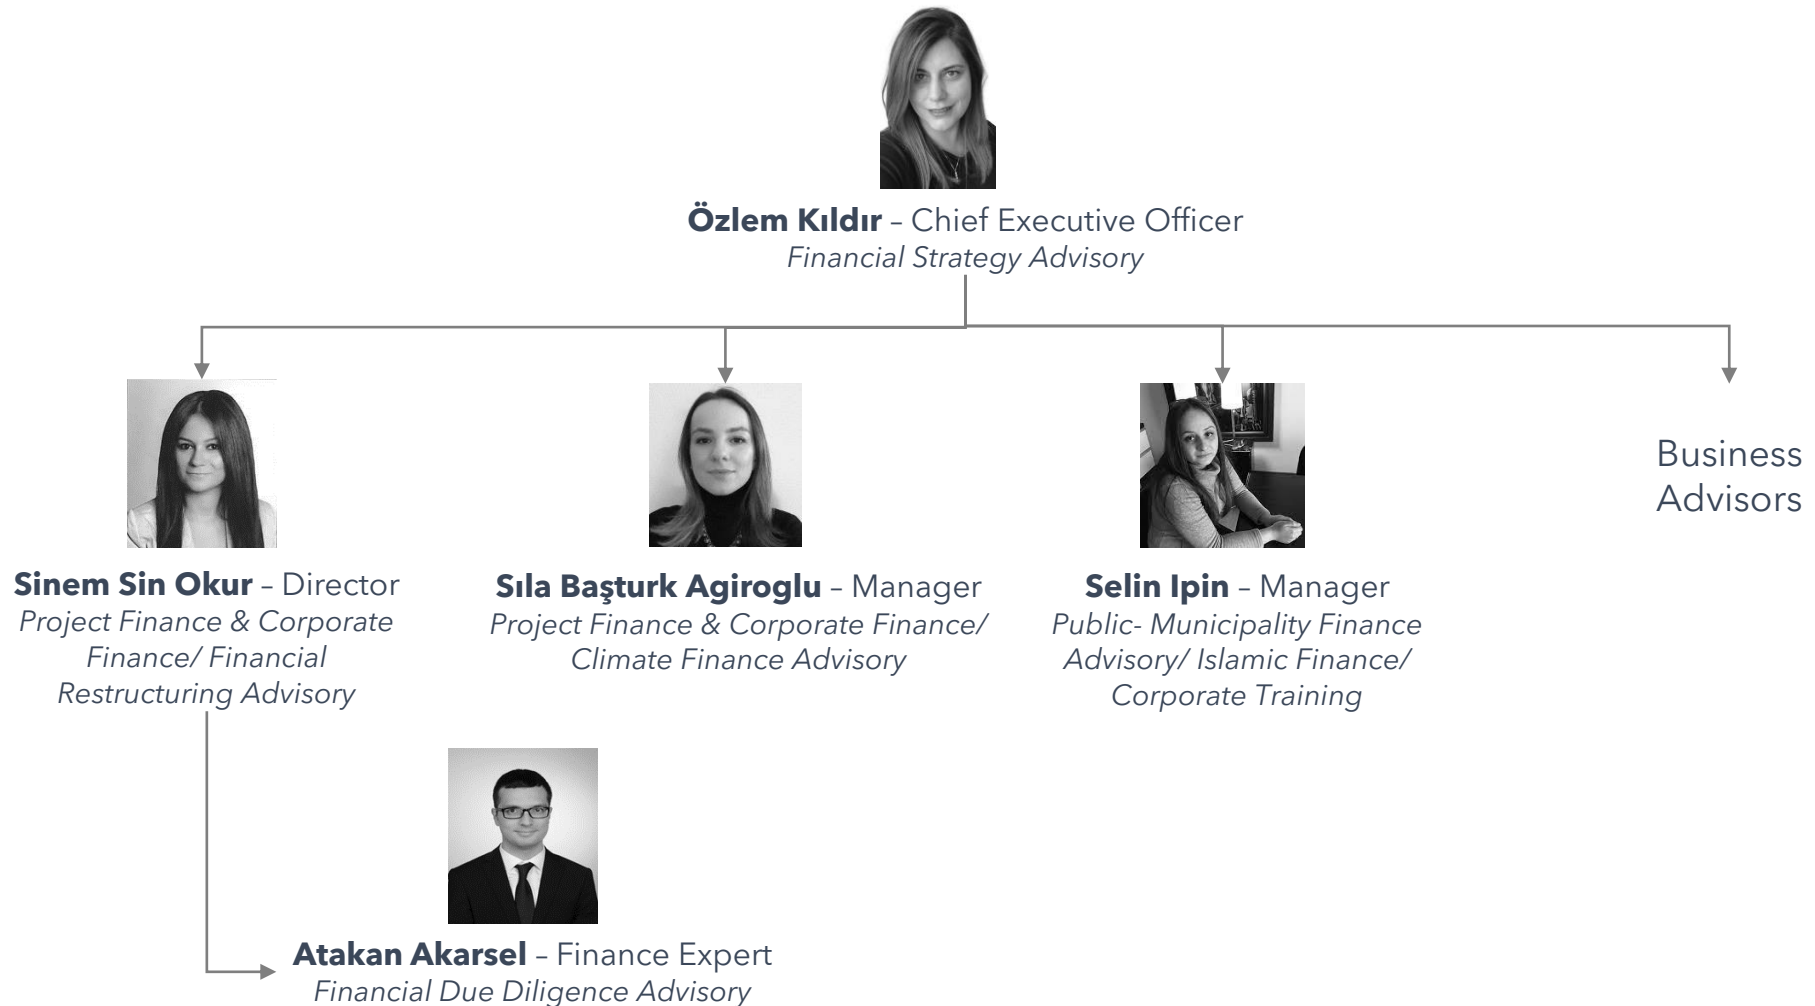 Özlem Kıldır – Chief Executive Officer
Financial Strategy Advisory
Business
Advisors
Sinem Sin Okur – Director
Project Finance & Corporate
Finance/ Financial
Restructuring Advisory
Sıla Başturk Agiroglu – Manager
Project Finance & Corporate Finance/
Climate Finance Advisory
Selin Ipin – Manager
Public- Municipality Finance
Advisory/ Islamic Finance/
Corporate Training
Atakan Akarsel – Finance Expert
Financial Due Diligence Advisory